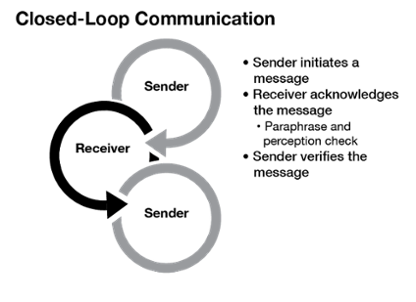 Closed-Loop Communication
Sender
Receiver
Sender
• Sender initiates a
message
• Receiver acknowledges
the message
• Paraphrase and
perception check
• Sender verifies the
message